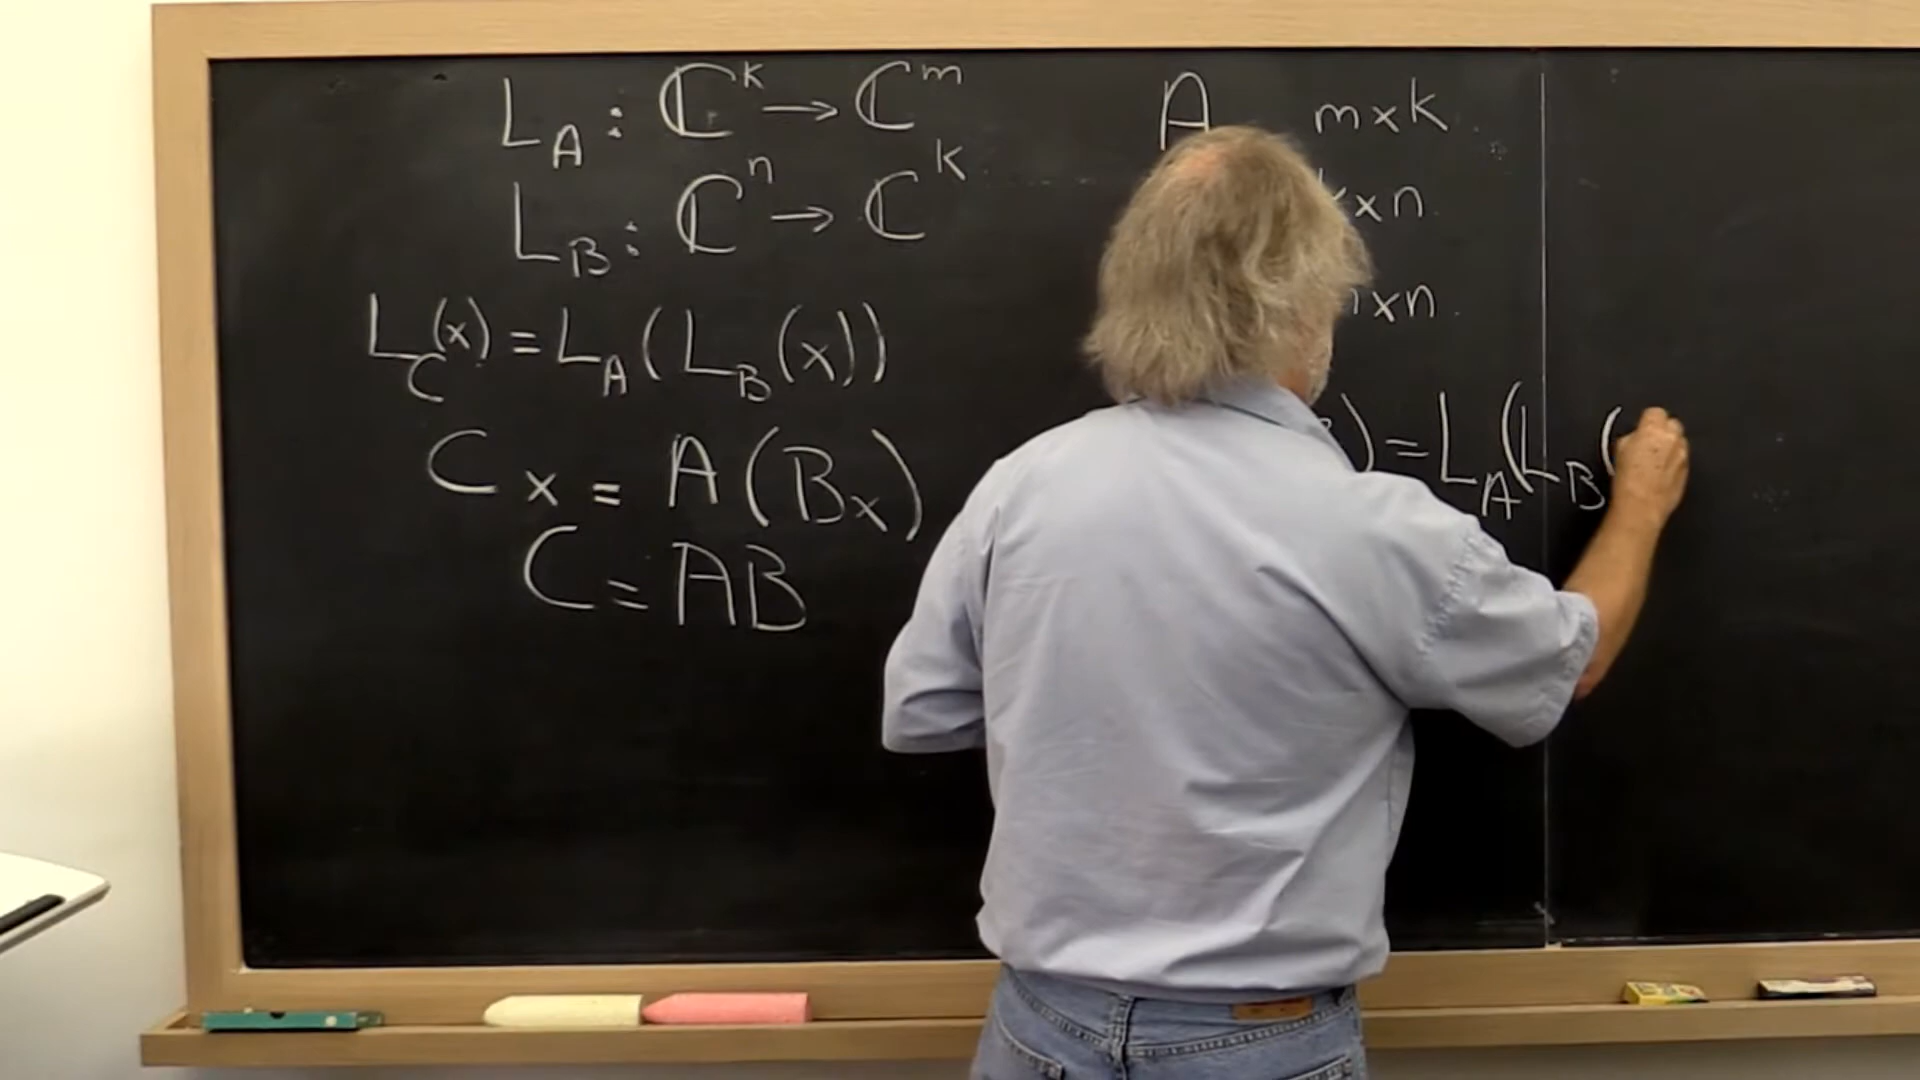 L_A : ℂ^k → ℂ^m
L_B : ℂ^n → ℂ^k
L_C(x) = L_A(L_B(x))
Cx = A(Bx)
C = AB
A m×k
×n
×n
) = L_A(L_B(